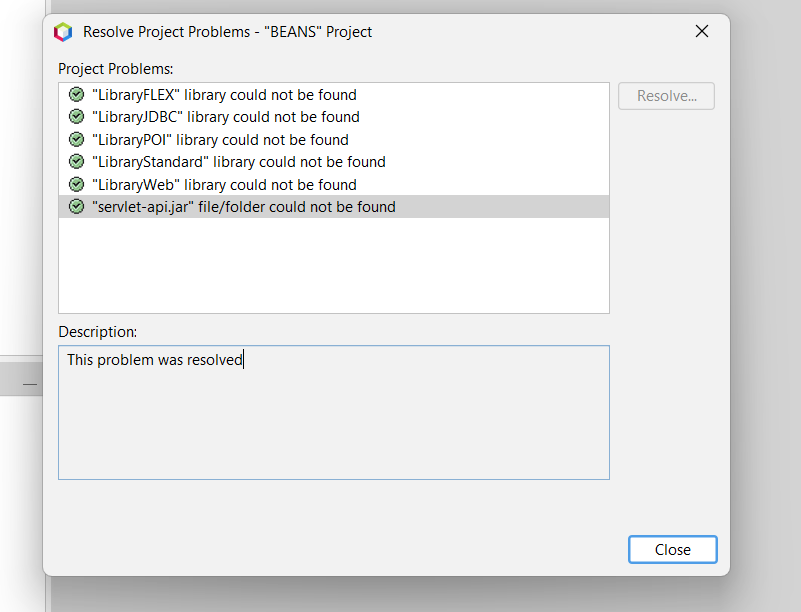 Resolve Project Problems - "BEANS" Project
Project Problems:
"LibraryFLEX" library could not be found
Resolve...
"LibraryJDBC" library could not be found
"LibraryPOI" library could not be found
"LibraryStandard" library could not be found
"LibraryWeb" library could not be found
"servlet-api.jar" file/folder could not be found
Description:
This problem was resolved
Close